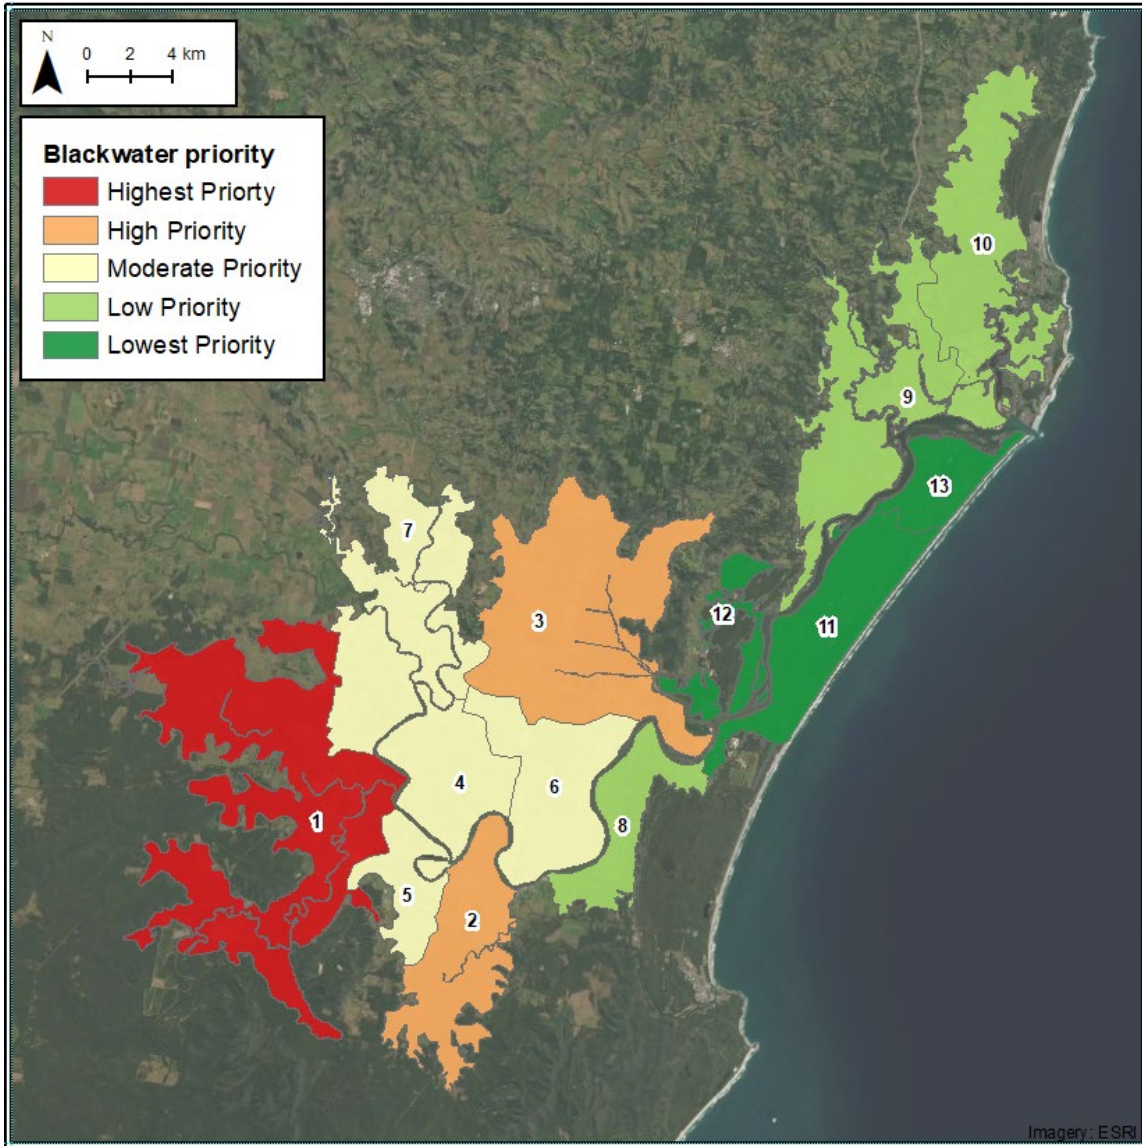 N
0 2 4 km
Blackwater priority
Highest Priorty
High Priority
Moderate Priority
Low Priority
Lowest Priority
10
9
13
7
12
3
11
4
6
1
8
5
2
Imagery: ESRI